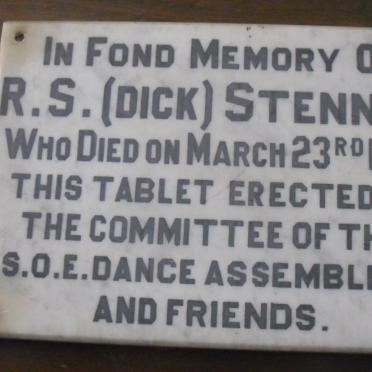 IN FOND MEMORY O
R.S. (DICK) STENN
WHO DIED ON MARCH 23RD
THIS TABLET ERECTED
THE COMMITTEE OF TH
S.O.E. DANCE ASSEMBLE
AND FRIENDS.